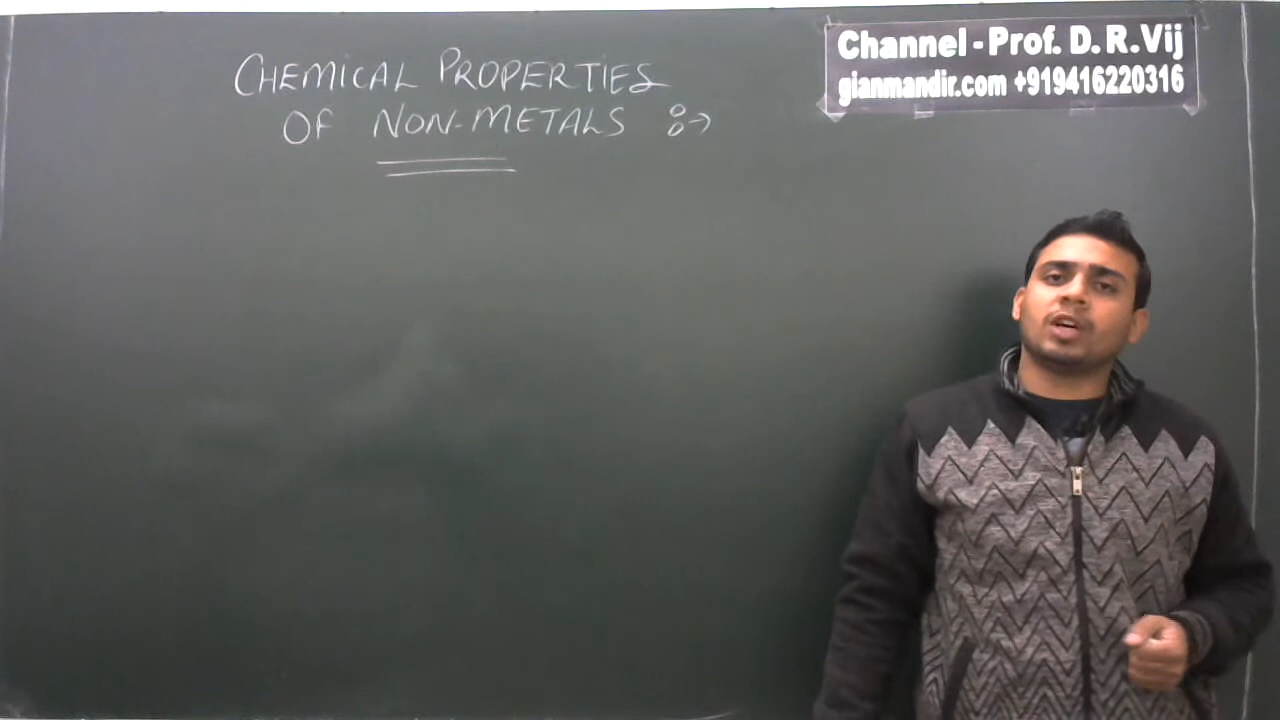 CHEMICAL PROPERTIES
OF NON-METALS :→
Channel - Prof. D. R. Vij
gianmandir.com +919416220316